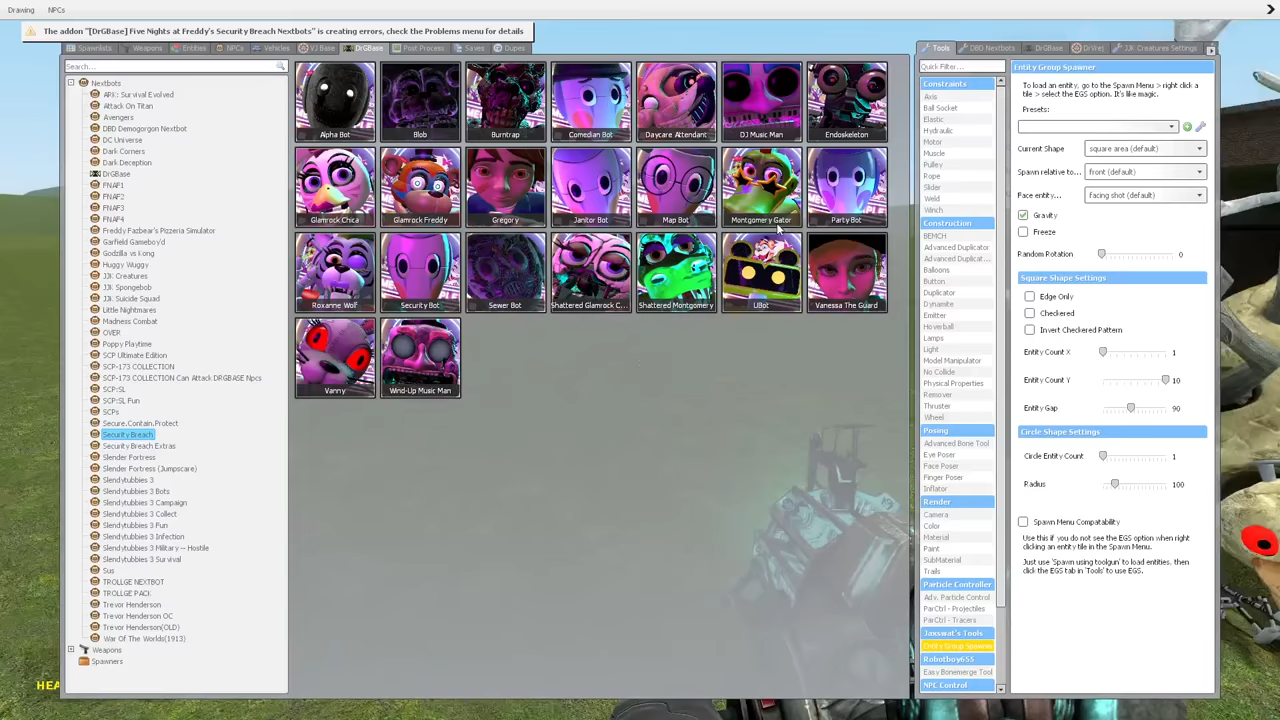 Drawing NPCs
The addon "[DrGBase] Five Nights at Freddy's Security Breach Nextbots" is creating errors, check the Problems menu for details
Spawnlists Weapons Entities NPCs Vehicles VJ Base DrGBase Post Process Saves Dupes
Search...
Nextbots
ARK: Survival Evolved
Attack On Titan
Avengers
DBD Demogorgon Nextbot
DC Universe
Dark Corners
Dark Deception
DrGBase
FNAF1
FNAF2
FNAF3
FNAF4
Freddy Fazbear's Pizzeria Simulator
Garfield Gameboy'd
Godzilla vs Kong
Huggy Wuggy
JJK Creatures
JJK Spongebob
JJK Suicide Squad
Little Nightmares
Madness Combat
OVER
Poppy Playtime
SCP Ultimate Edition
SCP-173 COLLECTION
SCP-173 COLLECTION Can Attack DRGBASE Npcs
SCP:SL
SCP:SL Fun
SCPs
Secure.Contain.Protect
Security Breach
Security Breach Extras
Slender Fortress
Slender Fortress (Jumpscare)
Slendytubbies 3
Slendytubbies 3 Bots
Slendytubbies 3 Campaign
Slendytubbies 3 Collect
Slendytubbies 3 Fun
Slendytubbies 3 Infection
Slendytubbies 3 Military -- Hostile
Slendytubbies 3 Survival
Sus
TROLLGE NEXTBOT
TROLLGE PACK
Trevor Henderson
Trevor Henderson OC
Trevor Henderson(OLD)
War Of The Worlds(1913)
Weapons
Spawners
Alpha Bot Blob Burntrap Comedian Bot Daycare Attendant DJ Music Man Endoskeleton
Glamrock Chica Glamrock Freddy Gregory Janitor Bot Map Bot Montgomery Gator Party Bot
Roxanne Wolf Security Bot Sewer Bot Shattered Glamrock C... Shattered Montgomery LilBot Vanessa The Guard
Vanny Wind-Up Music Man
Tools DBD Nextbots DrGBase DrVrej JJK Creatures Settings
Quick Filter...
Constraints
Axis
Ball Socket
Elastic
Hydraulic
Motor
Muscle
Pulley
Rope
Slider
Weld
Winch
Construction
BEMCH
Advanced Duplicator
Advanced Duplicat...
Balloons
Button
Duplicator
Dynamite
Emitter
Hoverball
Lamps
Light
Model Manipulator
No Collide
Physical Properties
Remover
Thruster
Wheel
Posing
Advanced Bone Tool
Eye Poser
Face Poser
Finger Poser
Inflator
Render
Camera
Color
Material
Paint
SubMaterial
Trails
Particle Controller
Adv. Particle Control
ParCtrl - Projectiles
ParCtrl - Tracers
Jaxswat's Tools
Entity Group Spawner
Robotboy655
Easy Bonemerge Tool
NPC Control
Entity Group Spawner
To load an entity, go to the Spawn Menu > right click
a tile > select the EGS option. It's like magic.
Presets:
Current Shape square area (default)
Spawn relative to... front (default)
Face entity... facing shot (default)
Gravity
Freeze
Random Rotation 0
Square Shape Settings
Edge Only
Checkered
Invert Checkered Pattern
Entity Count X 1
Entity Count Y 10
Entity Gap 90
Circle Shape Settings
Circle Entity Count 1
Radius 100
Spawn Menu Compatability
Use this if you do not see the EGS option when right
clicking an entity tile in the Spawn Menu.
Just use 'Spawn using toolgun' to load entities, then
click the EGS tab in 'Tools' to use EGS.
HEA